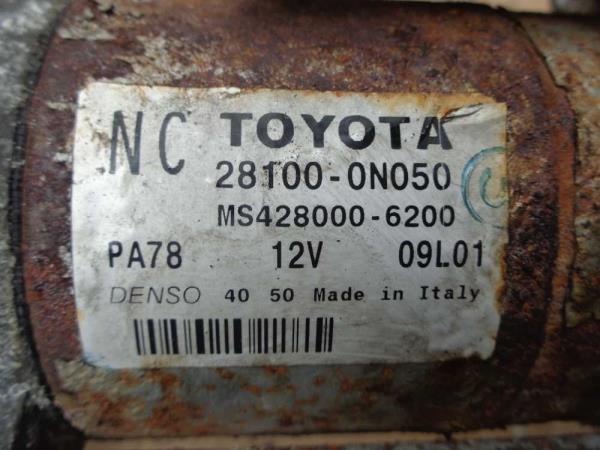 NC TOYOTA
28100-0N050
MS428000-6200
PA78 12V 09L01
DENSO 40 50 Made in Italy